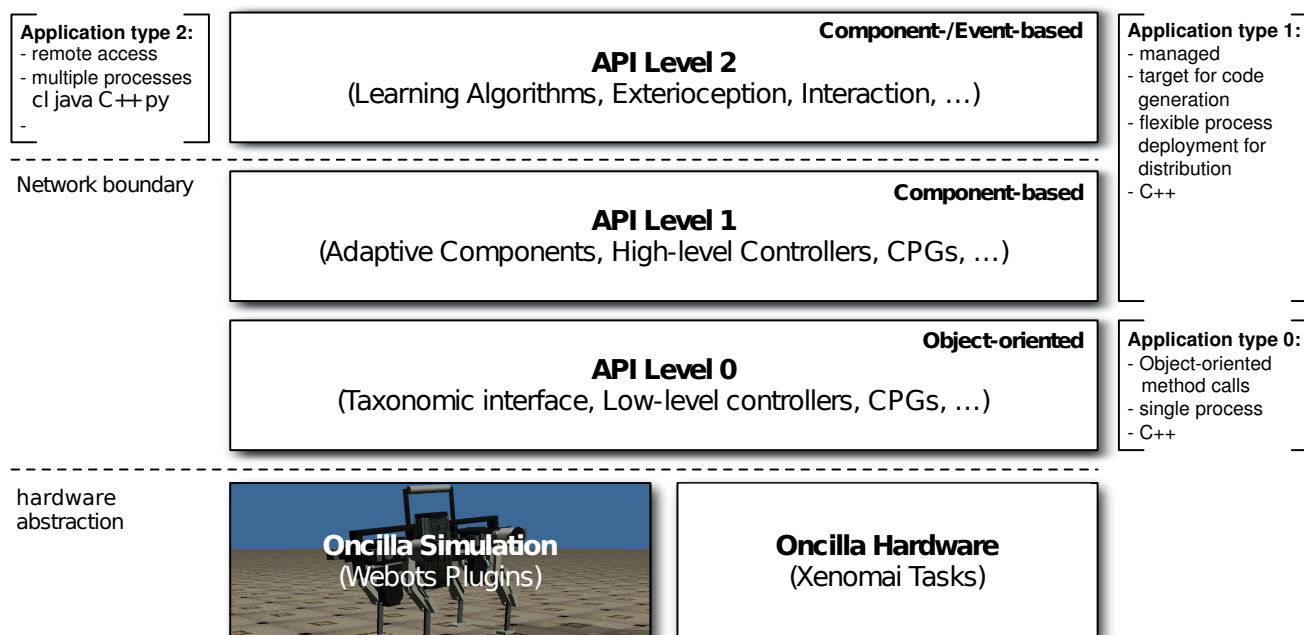 Application type 2:
- remote access
- multiple processes
cl java C++ py
-
Component-/Event-based
API Level 2
(Learning Algorithms, Exterioception, Interaction, ...)
Application type 1:
- managed
- target for code
generation
- flexible process
deployment for
distribution
- C++
Network boundary
Component-based
API Level 1
(Adaptive Components, High-level Controllers, CPGs, ...)
Object-oriented
API Level 0
(Taxonomic interface, Low-level controllers, CPGs, ...)
Application type 0:
- Object-oriented
method calls
- single process
- C++
hardware
abstraction
Oncilla Simulation
(Webots Plugins)
Oncilla Hardware
(Xenomai Tasks)